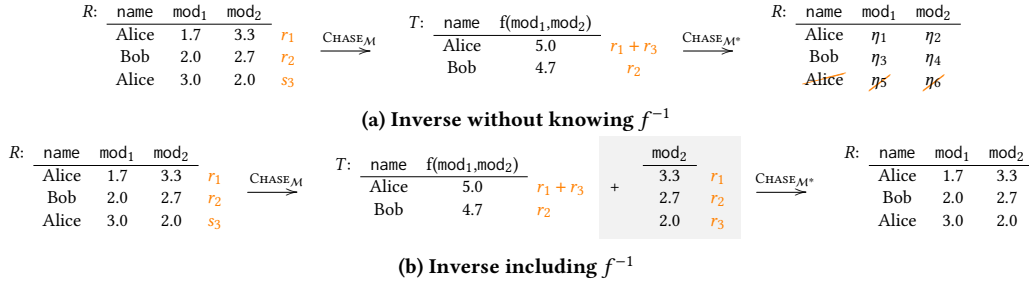 R: name mod₁ mod₂ T: name f(mod₁,mod₂) R: name mod₁ mod₂
Alice 1.7 3.3 r₁ CHASE_M Alice 5.0 r₁ + r₃ CHASE_M* Alice η₁ η₂
Bob 2.0 2.7 r₂ Bob 4.7 r₂ Bob η₃ η₄
Alice 3.0 2.0 s₃ Alice η₅ η₆
(a) Inverse without knowing f⁻¹
R: name mod₁ mod₂ T: name f(mod₁,mod₂) mod₂ R: name mod₁ mod₂
Alice 1.7 3.3 r₁ CHASE_M Alice 5.0 r₁ + r₃ + 3.3 r₁ CHASE_M* Alice 1.7 3.3
Bob 2.0 2.7 r₂ Bob 4.7 r₂ 2.7 r₂ Bob 2.0 2.7
Alice 3.0 2.0 s₃ 2.0 r₃ Alice 3.0 2.0
(b) Inverse including f⁻¹